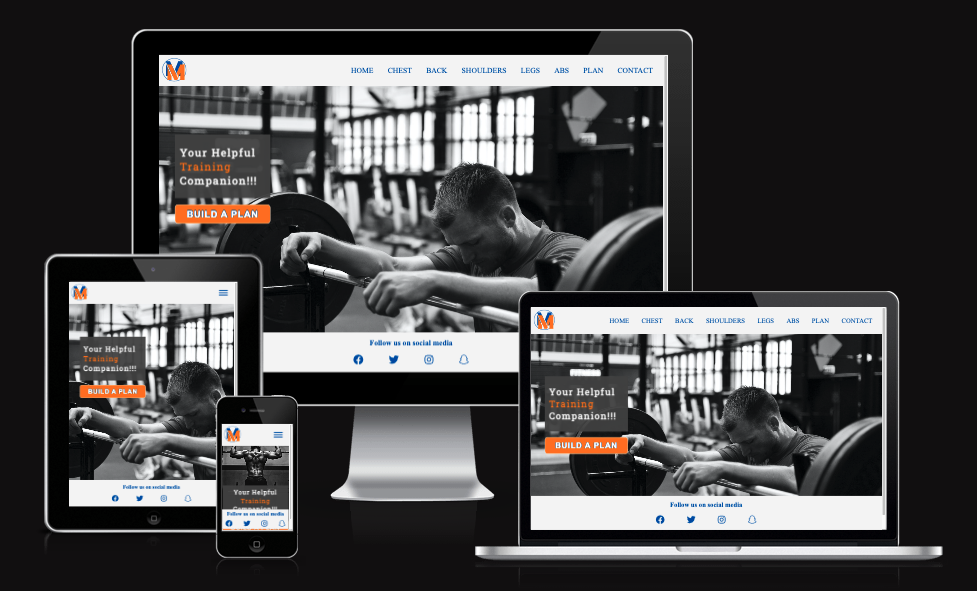 M
HOME CHEST BACK SHOULDERS LEGS ABS PLAN CONTACT
Your Helpful
Training
Companion!!!
BUILD A PLAN
Follow us on social media
M
Your Helpful
Training
Companion!!!
BUILD A PLAN
Follow us on social media
M
Your Helpful
Training
Companion!!!
Follow us on social media
M
HOME CHEST BACK SHOULDERS LEGS ABS PLAN CONTACT
Your Helpful
Training
Companion!!!
BUILD A PLAN
Follow us on social media